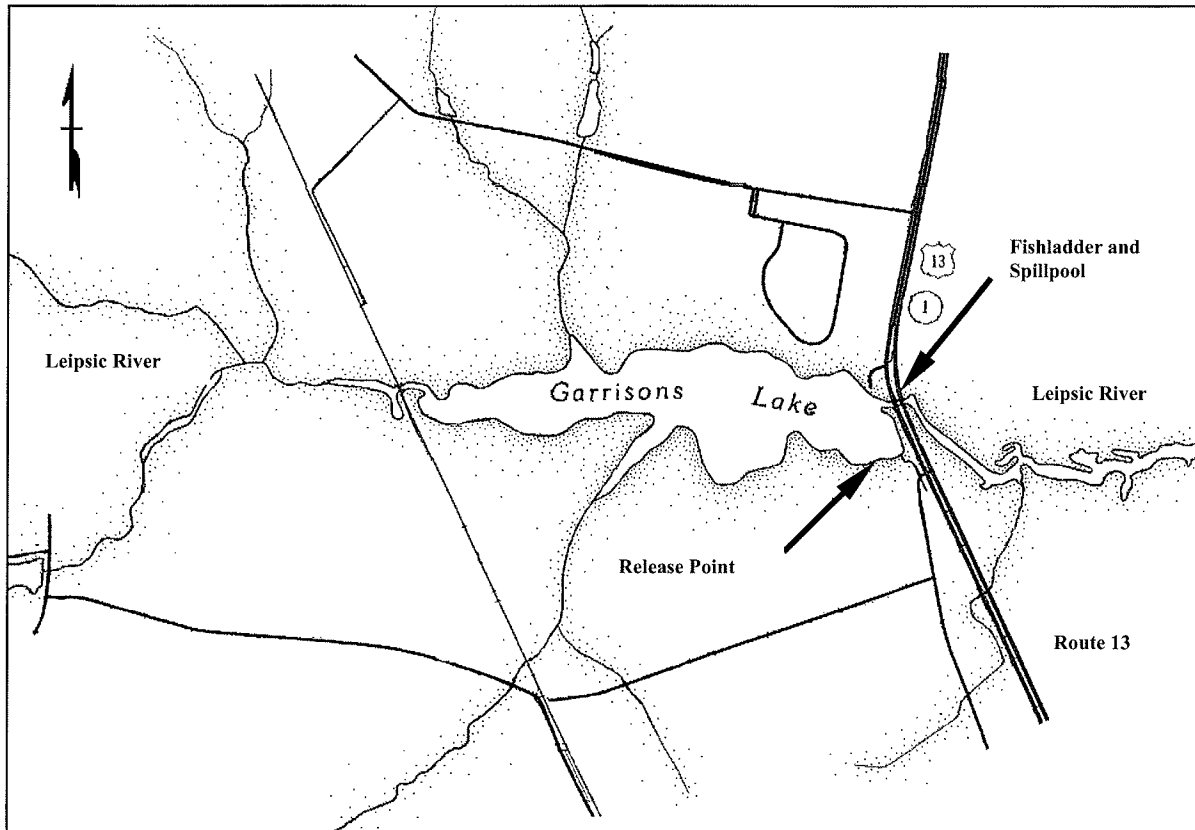 13
Fishladder and
Spillpool
1
Leipsic River
Garrisons Lake
Leipsic River
Release Point
Route 13